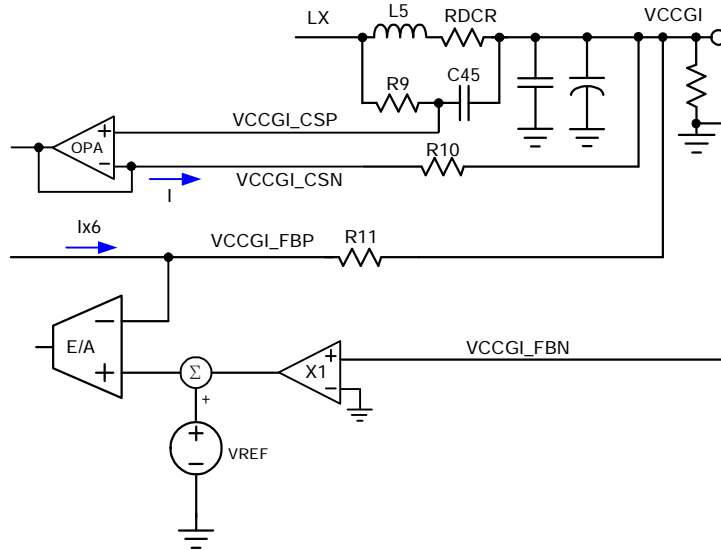 LX
L5
RDCR
VCCGI
R9
C45
VCCGI_CSP
+
OPA
−
R10
VCCGI_CSN
I
Ix6
VCCGI_FBP
R11
−
E/A
+
Σ
+
X1
+
−
VCCGI_FBN
+
−
VREF